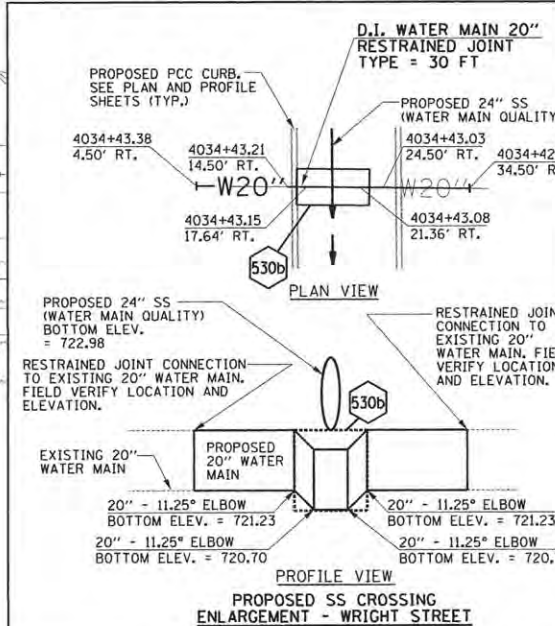 D.I. WATER MAIN 20"
RESTRAINED JOINT
TYPE = 30 FT
PROPOSED PCC CURB.
SEE PLAN AND PROFILE
SHEETS (TYP.)
PROPOSED 24" SS
(WATER MAIN QUALITY
4034+43.38
4.50' RT.
4034+43.21
14.50' RT.
4034+43.03
24.50' RT.
4034+42
34.50' R
W20"
W20"
4034+43.15
17.64' RT.
4034+43.08
21.36' RT.
530b
PLAN VIEW
PROPOSED 24" SS
(WATER MAIN QUALITY)
BOTTOM ELEV.
= 722.98
RESTRAINED JOIN
CONNECTION TO
EXISTING 20"
WATER MAIN. FIEL
VERIFY LOCATION
AND ELEVATION.
RESTRAINED JOINT CONNECTION
TO EXISTING 20" WATER MAIN.
FIELD VERIFY LOCATION AND
ELEVATION.
530b
EXISTING 20"
WATER MAIN
PROPOSED
20" WATER
MAIN
20" - 11.25° ELBOW
BOTTOM ELEV. = 721.23
20" - 11.25° ELBOW
BOTTOM ELEV. = 721.23
20" - 11.25° ELBOW
BOTTOM ELEV. = 720.70
20" - 11.25° ELBOW
BOTTOM ELEV. = 720.
PROFILE VIEW
PROPOSED SS CROSSING
ENLARGEMENT - WRIGHT STREET